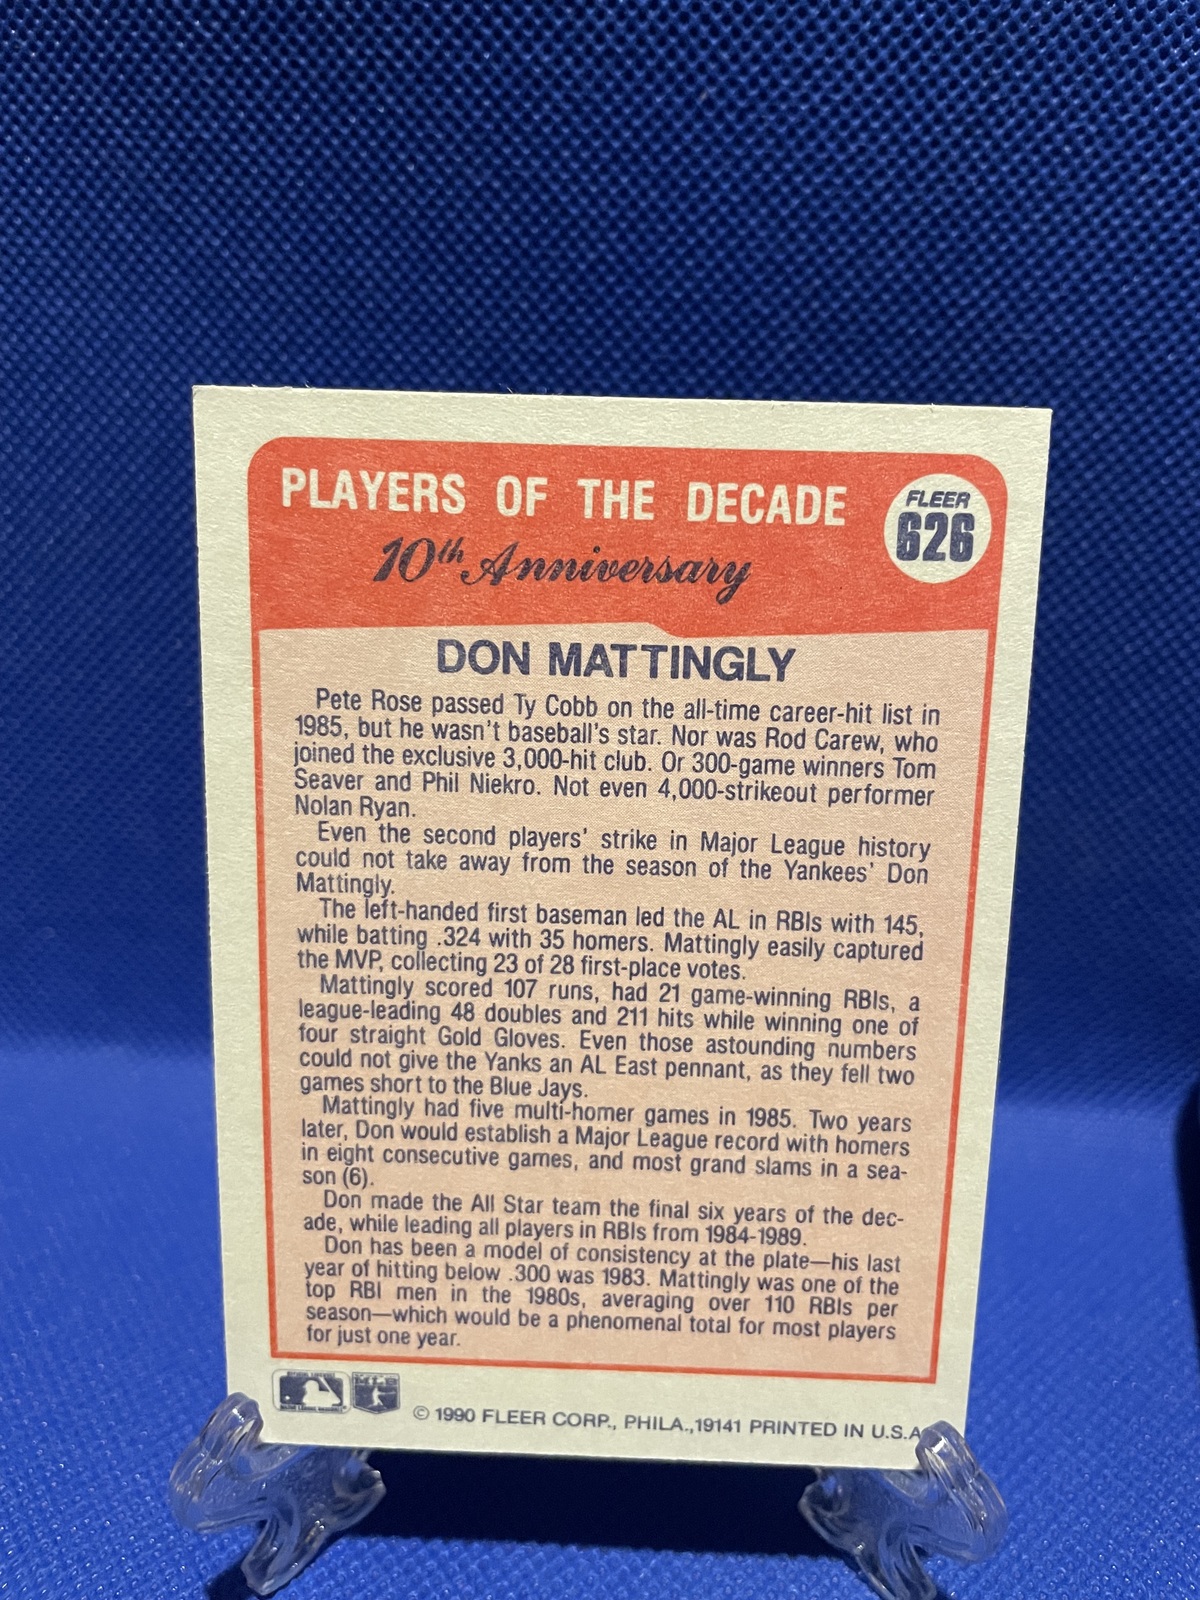 PLAYERS OF THE DECADE
10th Anniversary
FLEER
626
DON MATTINGLY
Pete Rose passed Ty Cobb on the all-time career-hit list in
1985, but he wasn't baseball's star. Nor was Rod Carew, who
joined the exclusive 3,000-hit club. Or 300-game winners Tom
Seaver and Phil Niekro. Not even 4,000-strikeout performer
Nolan Ryan.
Even the second players' strike in Major League history
could not take away from the season of the Yankees' Don
Mattingly.
The left-handed first baseman led the AL in RBIs with 145,
while batting .324 with 35 homers. Mattingly easily captured
the MVP, collecting 23 of 28 first-place votes.
Mattingly scored 107 runs, had 21 game-winning RBIs, a
league-leading 48 doubles and 211 hits while winning one of
four straight Gold Gloves. Even those astounding numbers
could not give the Yanks an AL East pennant, as they fell two
games short to the Blue Jays.
Mattingly had five multi-homer games in 1985. Two years
later, Don would establish a Major League record with homers
in eight consecutive games, and most grand slams in a sea-
son (6).
Don made the All Star team the final six years of the dec-
ade, while leading all players in RBIs from 1984-1989.
Don has been a model of consistency at the plate—his last
year of hitting below .300 was 1983. Mattingly was one of the
top RBI men in the 1980s, averaging over 110 RBIs per
season—which would be a phenomenal total for most players
for just one year.
© 1990 FLEER CORP., PHILA.,19141 PRINTED IN U.S.A